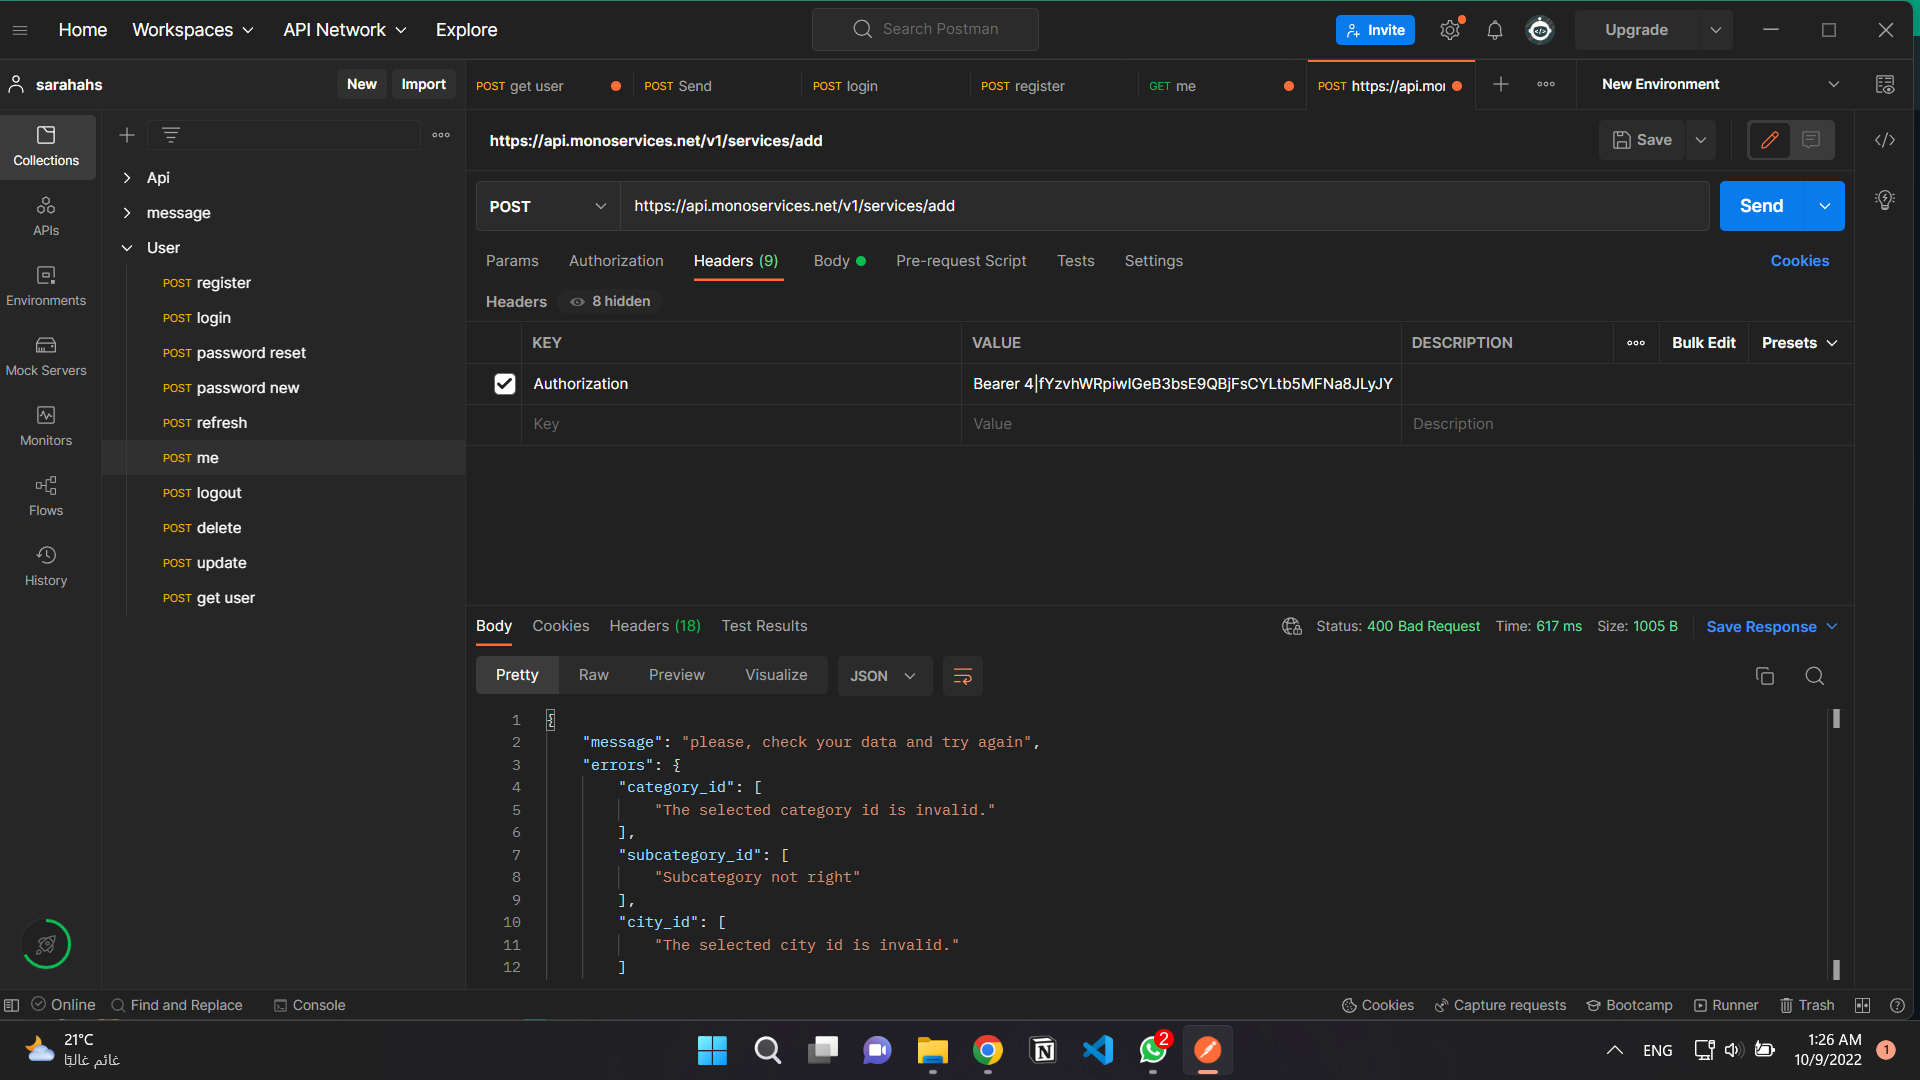 Home
Workspaces
API Network
Explore
Search Postman
Invite
Upgrade
sarahahs
New
Import
POST get user
POST Send
POST login
POST register
GET me
POST https://api.moı
New Environment
https://api.monoservices.net/v1/services/add
Save
Collections
APIs
Environments
Mock Servers
Monitors
Flows
History
Api
message
User
POST register
POST login
POST password reset
POST password new
POST refresh
POST me
POST logout
POST delete
POST update
POST get user
POST
https://api.monoservices.net/v1/services/add
Send
Params
Authorization
Headers (9)
Body
Pre-request Script
Tests
Settings
Cookies
Headers
8 hidden
KEY
VALUE
DESCRIPTION
Bulk Edit
Presets
Authorization
Bearer 4|fYzvhWRpiwIGeB3bsE9QBjFsCYLtb5MFNa8JLyJY
Key
Value
Description
Body
Cookies
Headers (18)
Test Results
Status: 400 Bad Request
Time: 617 ms
Size: 1005 B
Save Response
Pretty
Raw
Preview
Visualize
JSON
1 {
2 "message": "please, check your data and try again",
3 "errors": {
4 "category_id": [
5 "The selected category id is invalid."
6 ],
7 "subcategory_id": [
8 "Subcategory not right"
9 ],
10 "city_id": [
11 "The selected city id is invalid."
12 ]
Online
Find and Replace
Console
Cookies
Capture requests
Bootcamp
Runner
Trash
21°C
غائم غالبًا
2
ENG
1:26 AM
10/9/2022
1